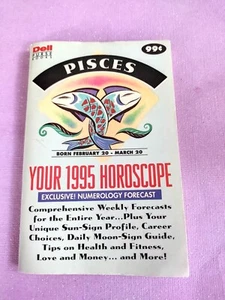 Dell
PURSE
BOOKS
99¢
PISCES
BORN FEBRUARY 20 - MARCH 20
YOUR 1995 HOROSCOPE
EXCLUSIVE! NUMEROLOGY FORECAST
Comprehensive Weekly Forecasts
for the Entire Year...Plus Your
Unique Sun-Sign Profile, Career
Choices, Daily Moon-Sign Guide,
Tips on Health and Fitness,
Love and Money... and More!